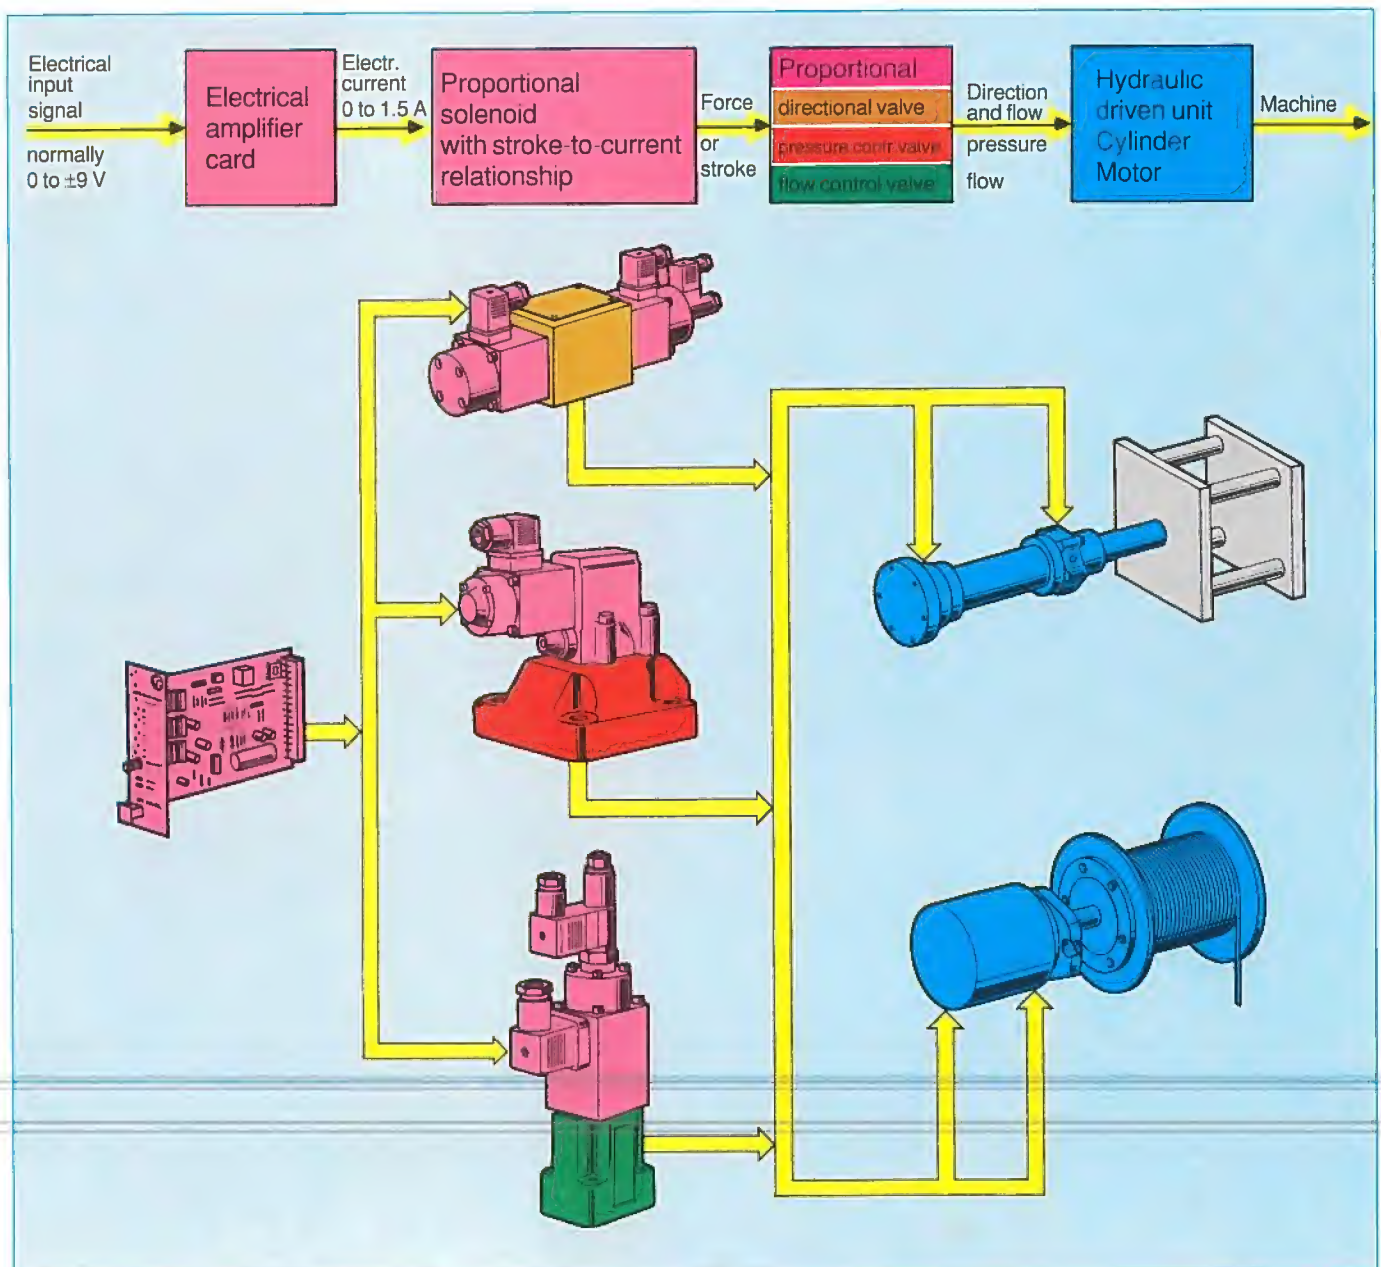 Electrical
input
signal
normally
0 to ±9 V
Electrical
amplifier
card
Electr.
current
0 to 1.5 A
Proportional
solenoid
with stroke-to-current
relationship
Force
or
stroke
Proportional
directional valve
pressure contr. valve
flow control valve
Direction
and flow
pressure
flow
Hydraulic
driven unit
Cylinder
Motor
Machine